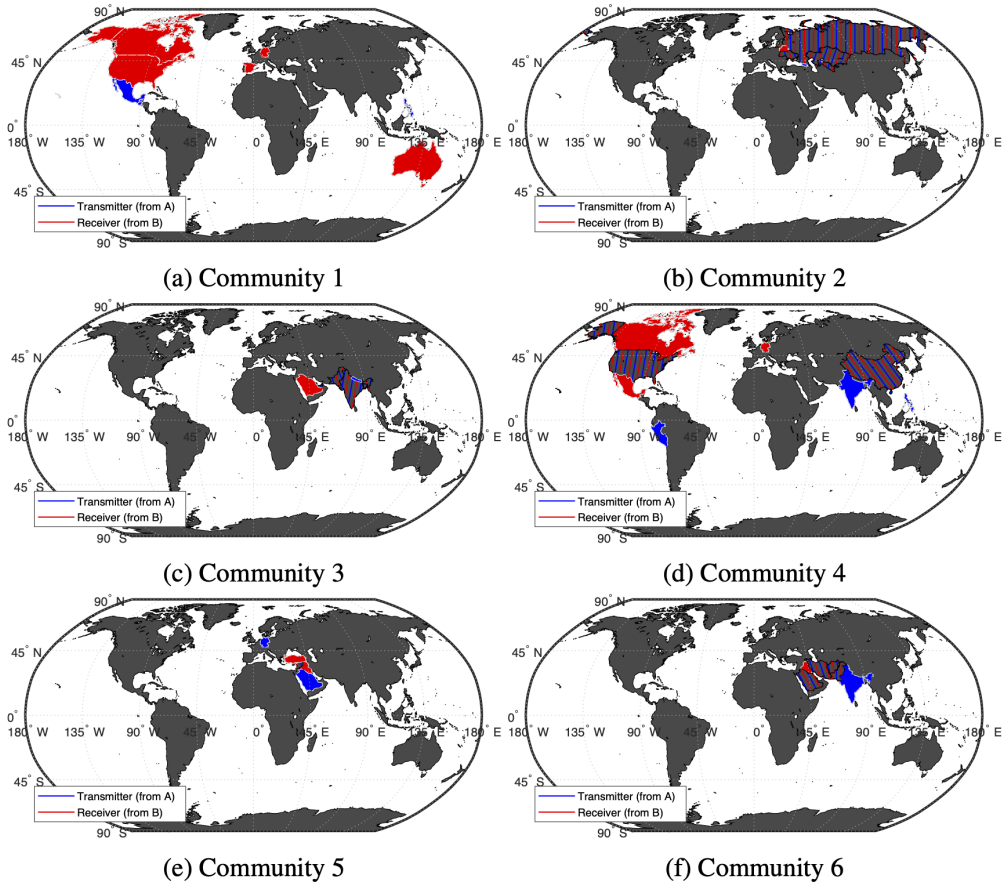 90° N
45° N
0°
180° W 135° W 90° W 45° W 0° 45° E 90° E 135° E 180° E
45° S
Transmitter (from A)
Receiver (from B)
90° S
(a) Community 1
90° N
45° N
0°
180° W 135° W 90° W 45° W 0° 45° E 90° E 135° E 180° E
45° S
Transmitter (from A)
Receiver (from B)
90° S
(b) Community 2
90° N
45° N
0°
180° W 135° W 90° W 45° W 0° 45° E 90° E 135° E 180° E
45° S
Transmitter (from A)
Receiver (from B)
90° S
(c) Community 3
90° N
45° N
0°
180° W 135° W 90° W 45° W 0° 45° E 90° E 135° E 180° E
45° S
Transmitter (from A)
Receiver (from B)
90° S
(d) Community 4
90° N
45° N
0°
180° W 135° W 90° W 45° W 0° 45° E 90° E 135° E 180° E
45° S
Transmitter (from A)
Receiver (from B)
90° S
(e) Community 5
90° N
45° N
0°
180° W 135° W 90° W 45° W 0° 45° E 90° E 135° E 180° E
45° S
Transmitter (from A)
Receiver (from B)
90° S
(f) Community 6